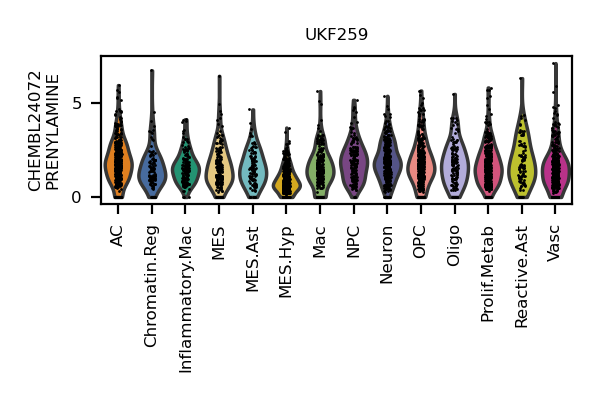 UKF259
CHEMBL24072
PRENYLAMINE
5
0
AC
Chromatin.Reg
Inflammatory.Mac
MES
MES.Ast
MES.Hyp
Mac
NPC
Neuron
OPC
Oligo
Prolif.Metab
Reactive.Ast
Vasc